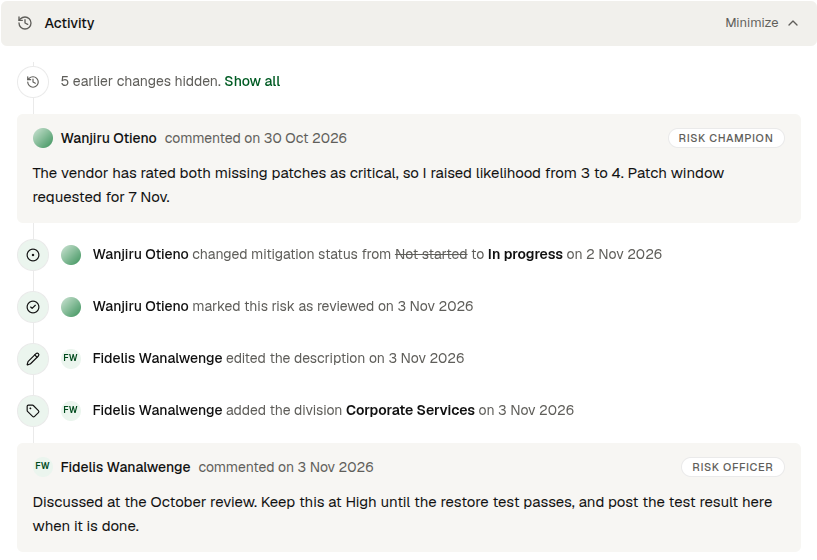 Activity
Minimize
5 earlier changes hidden. Show all
Wanjiru Otieno commented on 30 Oct 2026
RISK CHAMPION
The vendor has rated both missing patches as critical, so I raised likelihood from 3 to 4. Patch window
requested for 7 Nov.
Wanjiru Otieno changed mitigation status from Not started to In progress on 2 Nov 2026
Wanjiru Otieno marked this risk as reviewed on 3 Nov 2026
FW Fidelis Wanalwenge edited the description on 3 Nov 2026
FW Fidelis Wanalwenge added the division Corporate Services on 3 Nov 2026
FW Fidelis Wanalwenge commented on 3 Nov 2026
RISK OFFICER
Discussed at the October review. Keep this at High until the restore test passes, and post the test result here
when it is done.